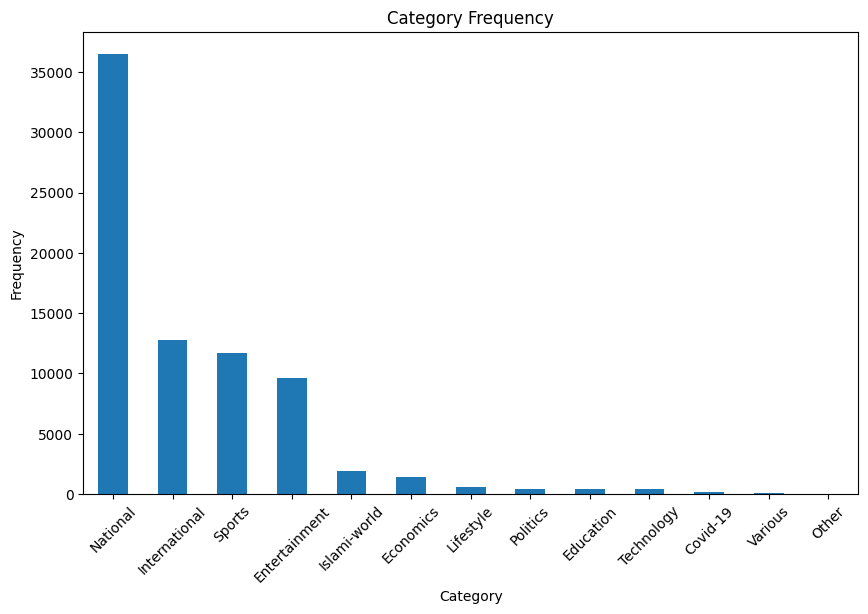 Category Frequency
Frequency
35000
30000
25000
20000
15000
10000
5000
0
National
International
Sports
Entertainment
Islami-world
Economics
Lifestyle
Politics
Education
Technology
Covid-19
Various
Other
Category